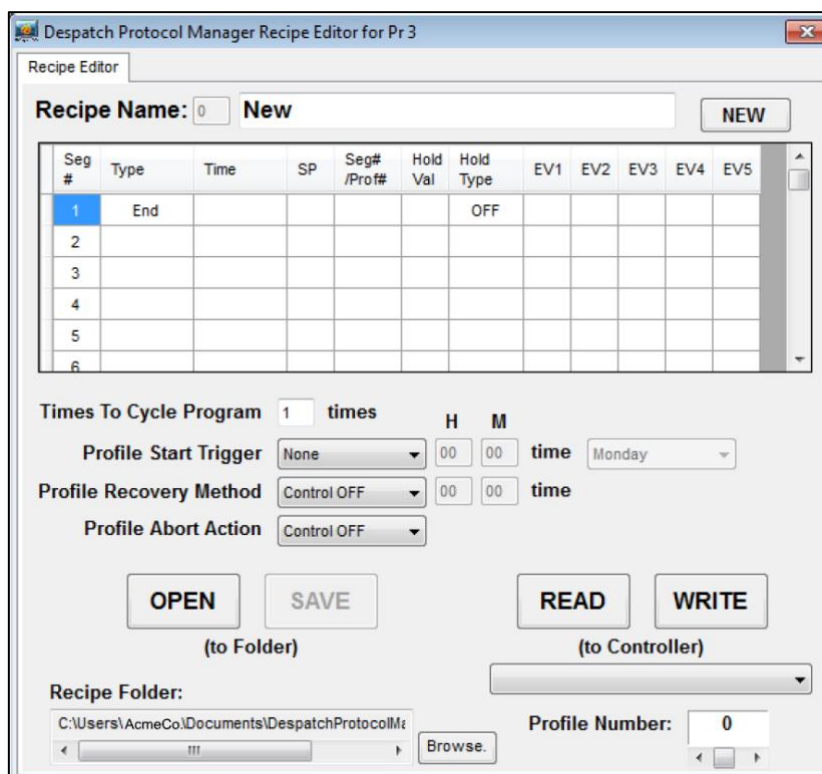 Despatch Protocol Manager Recipe Editor for Pr 3
Recipe Editor
Recipe Name: 0 New NEW
Seg # Type Time SP Seg# /Prof# Hold Val Hold Type EV1 EV2 EV3 EV4 EV5
1 End OFF
2
3
4
5
6
Times To Cycle Program 1 times
H M
Profile Start Trigger None 00 00 time Monday
Profile Recovery Method Control OFF 00 00 time
Profile Abort Action Control OFF
OPEN SAVE READ WRITE
(to Folder) (to Controller)
Recipe Folder:
C:\Users\AcmeCo.\Documents\DespatchProtocolMa
Browse.
Profile Number: 0